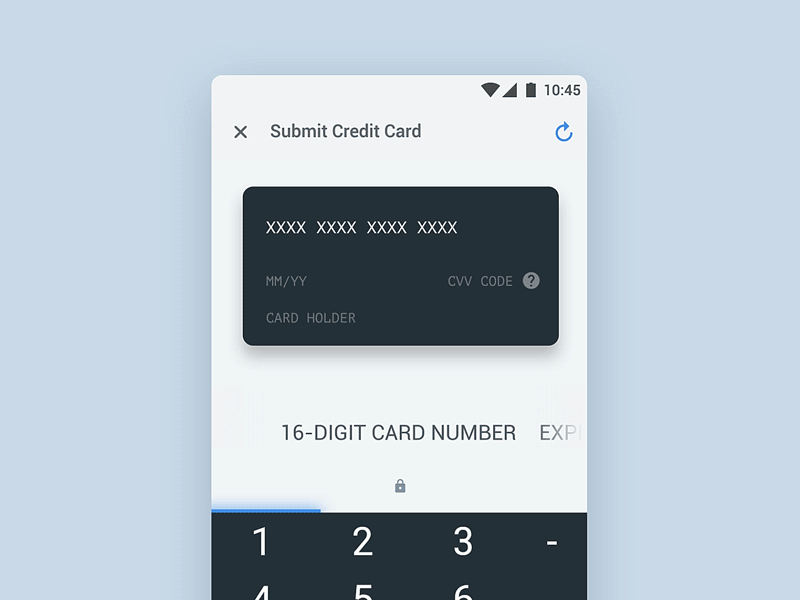 10:45
Submit Credit Card
XXXX XXXX XXXX XXXX
MM/YY CVV CODE ?
CARD HOLDER
16-DIGIT CARD NUMBER EXP
1 2 3 -
4 5 6